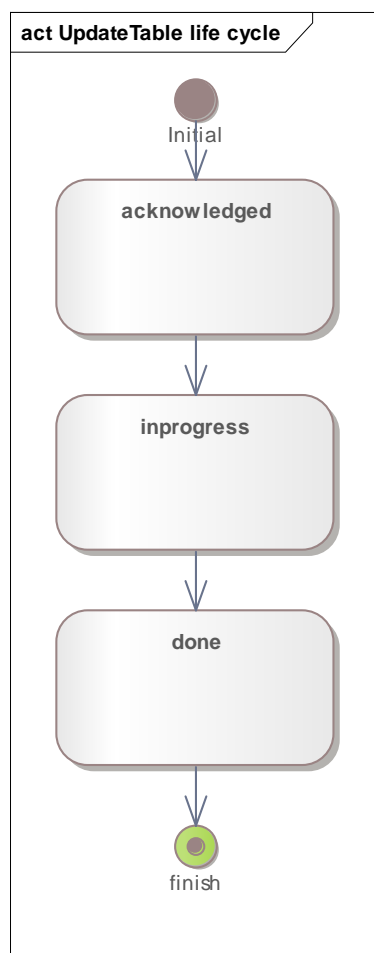 act UpdateTable life cycle
Initial
acknowledged
inprogress
done
finish